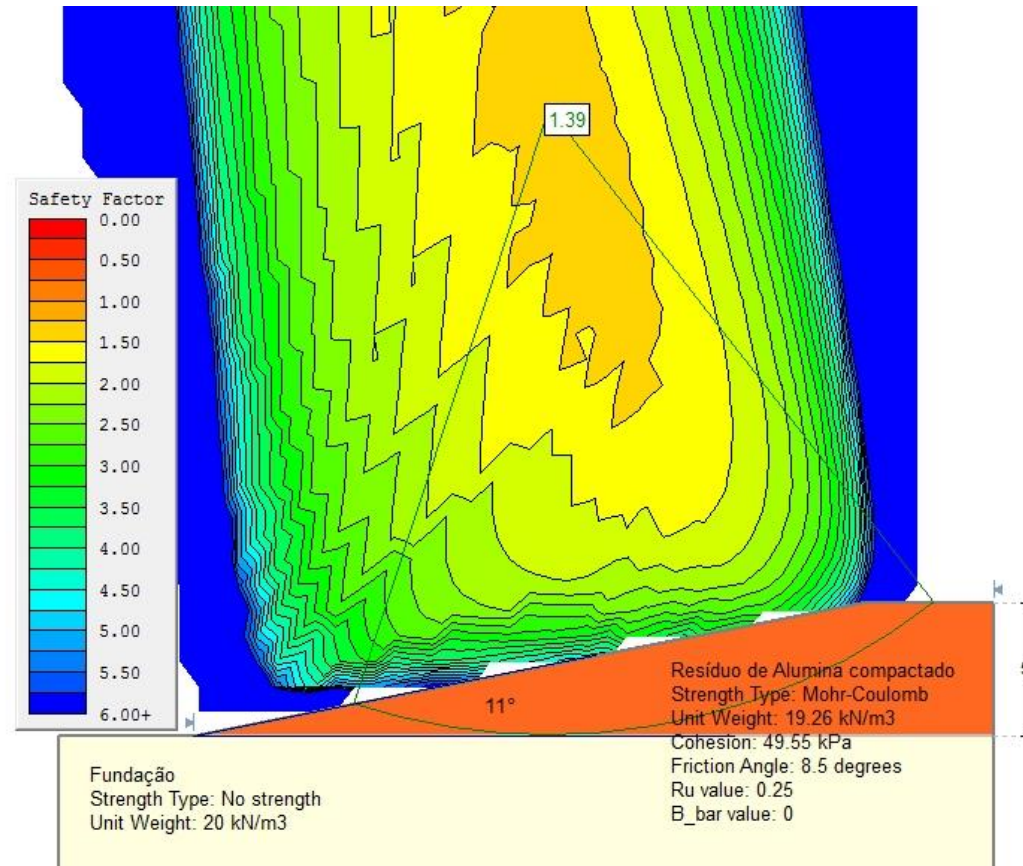 1.39
Safety Factor
0.00
0.50
1.00
1.50
2.00
2.50
3.00
3.50
4.00
4.50
5.00
5.50
6.00+
11°
Resíduo de Alumina compactado
Strength Type: Mohr-Coulomb
Unit Weight: 19.26 kN/m3
Cohesion: 49.55 kPa
Friction Angle: 8.5 degrees
Ru value: 0.25
B_bar value: 0
Fundação
Strength Type: No strength
Unit Weight: 20 kN/m3